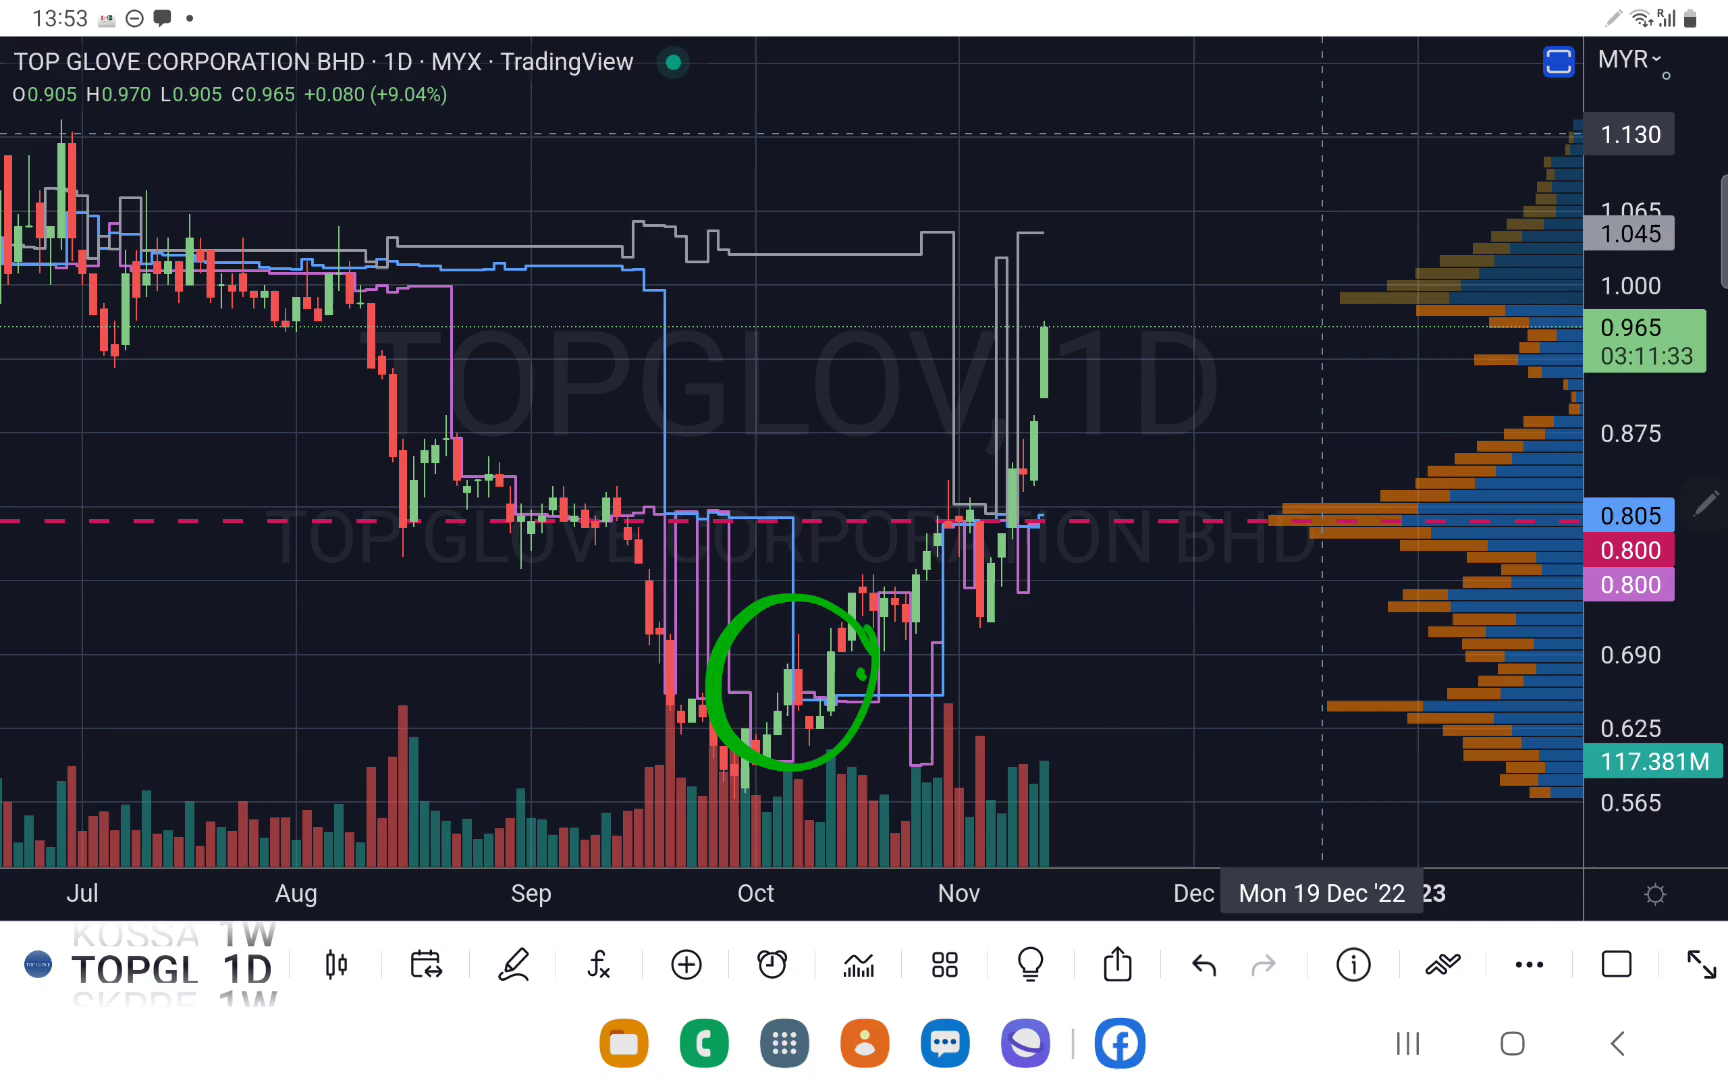 13:53
TOP GLOVE CORPORATION BHD · 1D · MYX · TradingView
O0.905 H0.970 L0.905 C0.965 +0.080 (+9.04%)
MYR
1.130
1.065
1.045
1.000
0.965
03:11:33
0.875
0.805
0.800
0.800
0.690
0.625
117.381M
0.565
TOPGLOV, 1D
TOP GLOVE CORPORATION BHD
Jul Aug Sep Oct Nov Dec Mon 19 Dec '22 23
KOSSA 1W
TOPGL 1D
SKPRE 1W